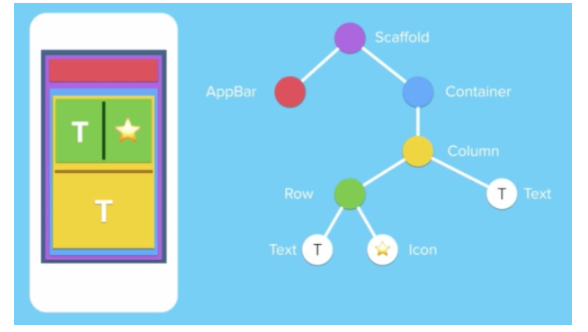 Scaffold
AppBar
Container
T
Column
T
Row
T Text
Text T
Icon